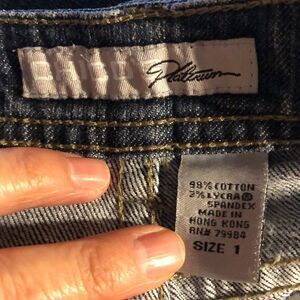 Platinum
98% COTTON
2% LYCRA®
SPANDEX
MADE IN
HONG KONG
RN# 79984
SIZE 1